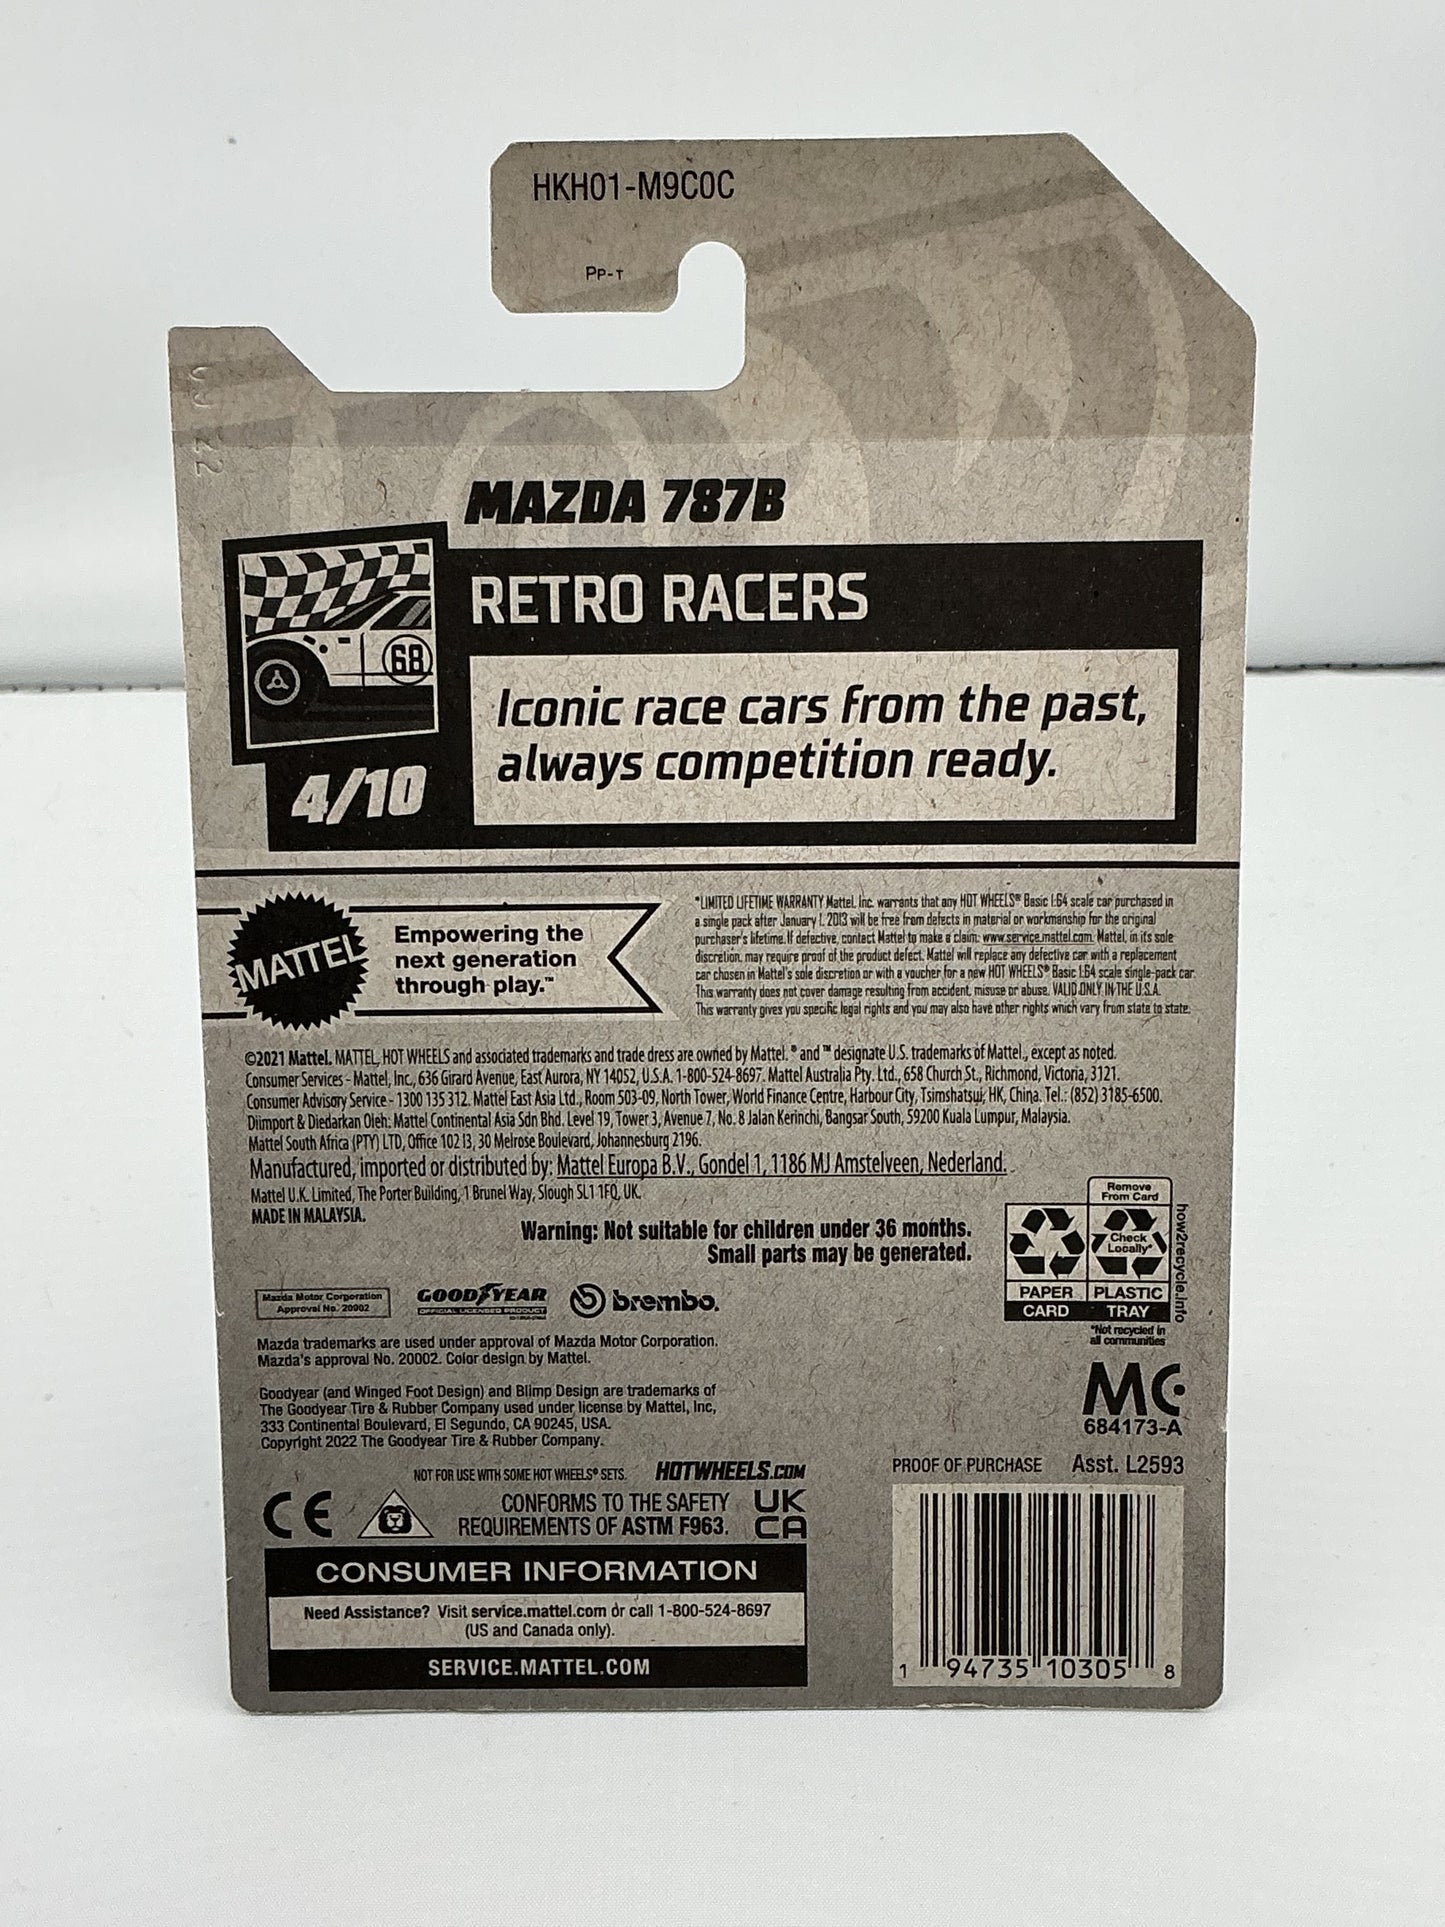 HKH01-M9C0C
PP-T
22
MAZDA 787B
RETRO RACERS
68
Iconic race cars from the past,
always competition ready.
4/10
MATTEL
Empowering the
next generation
through play.™
*LIMITED LIFETIME WARRANTY Mattel, Inc. warrants that any HOT WHEELS® Basic 1:64 scale car purchased in
a single pack after January 1, 2013 will be free from defects in material or workmanship for the original
purchaser's lifetime. If defective, contact Mattel to make a claim: www.service.mattel.com. Mattel, in its sole
discretion, may require proof of the product defect. Mattel will replace any defective car with a replacement
car chosen in Mattel's sole discretion or with a voucher for a new HOT WHEELS® Basic 1:64 scale single-pack car.
This warranty does not cover damage resulting from accident, misuse or abuse. VALID ONLY IN THE U.S.A.
This warranty gives you specific legal rights and you may also have other rights which vary from state to state.
©2021 Mattel. MATTEL, HOT WHEELS and associated trademarks and trade dress are owned by Mattel. ® and ™ designate U.S. trademarks of Mattel., except as noted.
Consumer Services - Mattel, Inc., 636 Girard Avenue, East Aurora, NY 14052, U.S.A. 1-800-524-8697. Mattel Australia Pty. Ltd., 658 Church St., Richmond, Victoria, 3121.
Consumer Advisory Service - 1300 135 312. Mattel East Asia Ltd., Room 503-09, North Tower, World Finance Centre, Harbour City, Tsimshatsui, HK, China. Tel.: (852) 3185-6500.
Diimport & Diedarkan Oleh: Mattel Continental Asia Sdn Bhd. Level 19, Tower 3, Avenue 7, No. 8 Jalan Kerinchi, Bangsar South, 59200 Kuala Lumpur, Malaysia.
Mattel South Africa (PTY) LTD, Office 102 I3, 30 Melrose Boulevard, Johannesburg 2196.
Manufactured, imported or distributed by: Mattel Europa B.V., Gondel 1, 1186 MJ Amstelveen, Nederland.
Mattel U.K. Limited, The Porter Building, 1 Brunel Way, Slough SL1 1FQ, UK.
MADE IN MALAYSIA.
Warning: Not suitable for children under 36 months.
Small parts may be generated.
Remove
From Card
Check
Locally*
PAPER
CARD
PLASTIC
TRAY
how2recycle.info
*Not recycled in
all communities
Mazda Motor Corporation
Approval No. 20002
GOODYEAR
OFFICIAL LICENSED PRODUCT
brembo.
Mazda trademarks are used under approval of Mazda Motor Corporation.
Mazda's approval No. 20002. Color design by Mattel.
Goodyear (and Winged Foot Design) and Blimp Design are trademarks of
The Goodyear Tire & Rubber Company used under license by Mattel, Inc,
333 Continental Boulevard, El Segundo, CA 90245, USA.
Copyright 2022 The Goodyear Tire & Rubber Company.
MC
684173-A
NOT FOR USE WITH SOME HOT WHEELS® SETS.
HOTWHEELS.COM
PROOF OF PURCHASE
Asst. L2593
CE
CONFORMS TO THE SAFETY
REQUIREMENTS OF ASTM F963.
UK
CA
CONSUMER INFORMATION
Need Assistance? Visit service.mattel.com or call 1-800-524-8697
(US and Canada only).
SERVICE.MATTEL.COM
1 94735 10305 8